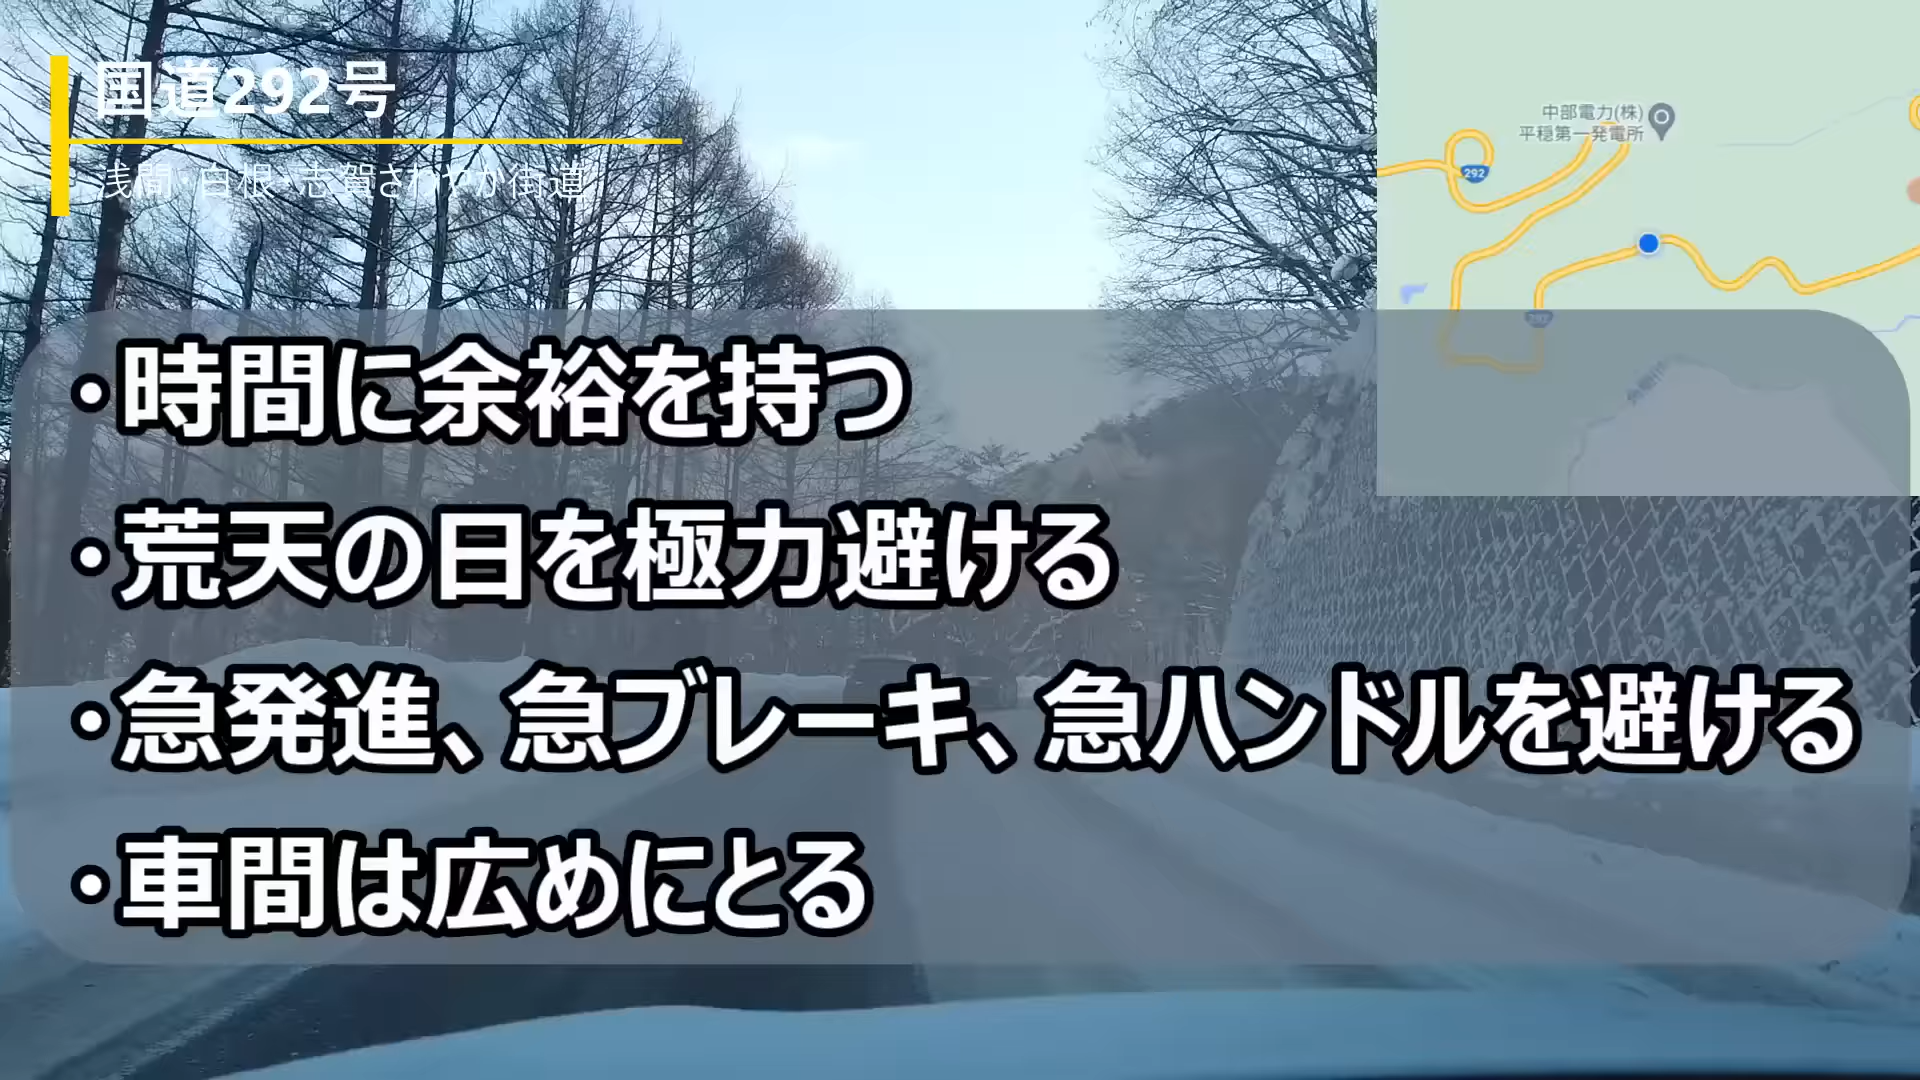 国道292号
浅間・白根・志賀さわやか街道
中部電力(株)
平穏第一発電所
292
292
・時間に余裕を持つ
・荒天の日を極力避ける
・急発進、急ブレーキ、急ハンドルを避ける
・車間は広めにとる